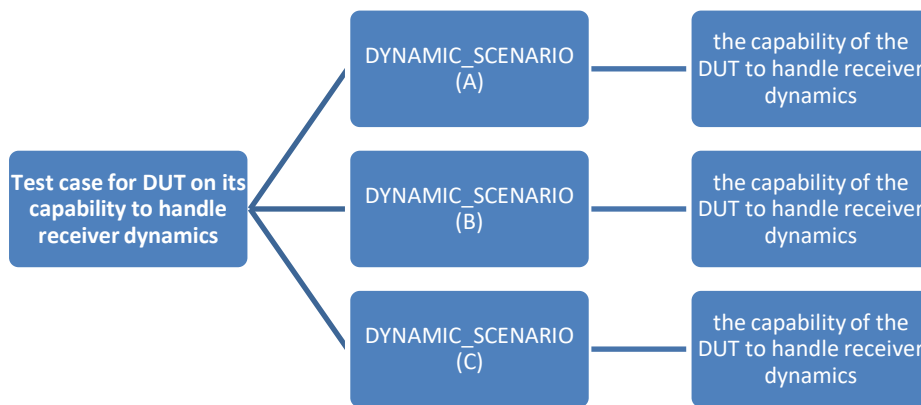 Test case for DUT on its
capability to handle
receiver dynamics
DYNAMIC_SCENARIO
(A)
the capability of the
DUT to handle receiver
dynamics
DYNAMIC_SCENARIO
(B)
the capability of the
DUT to handle receiver
dynamics
DYNAMIC_SCENARIO
(C)
the capability of the
DUT to handle receiver
dynamics